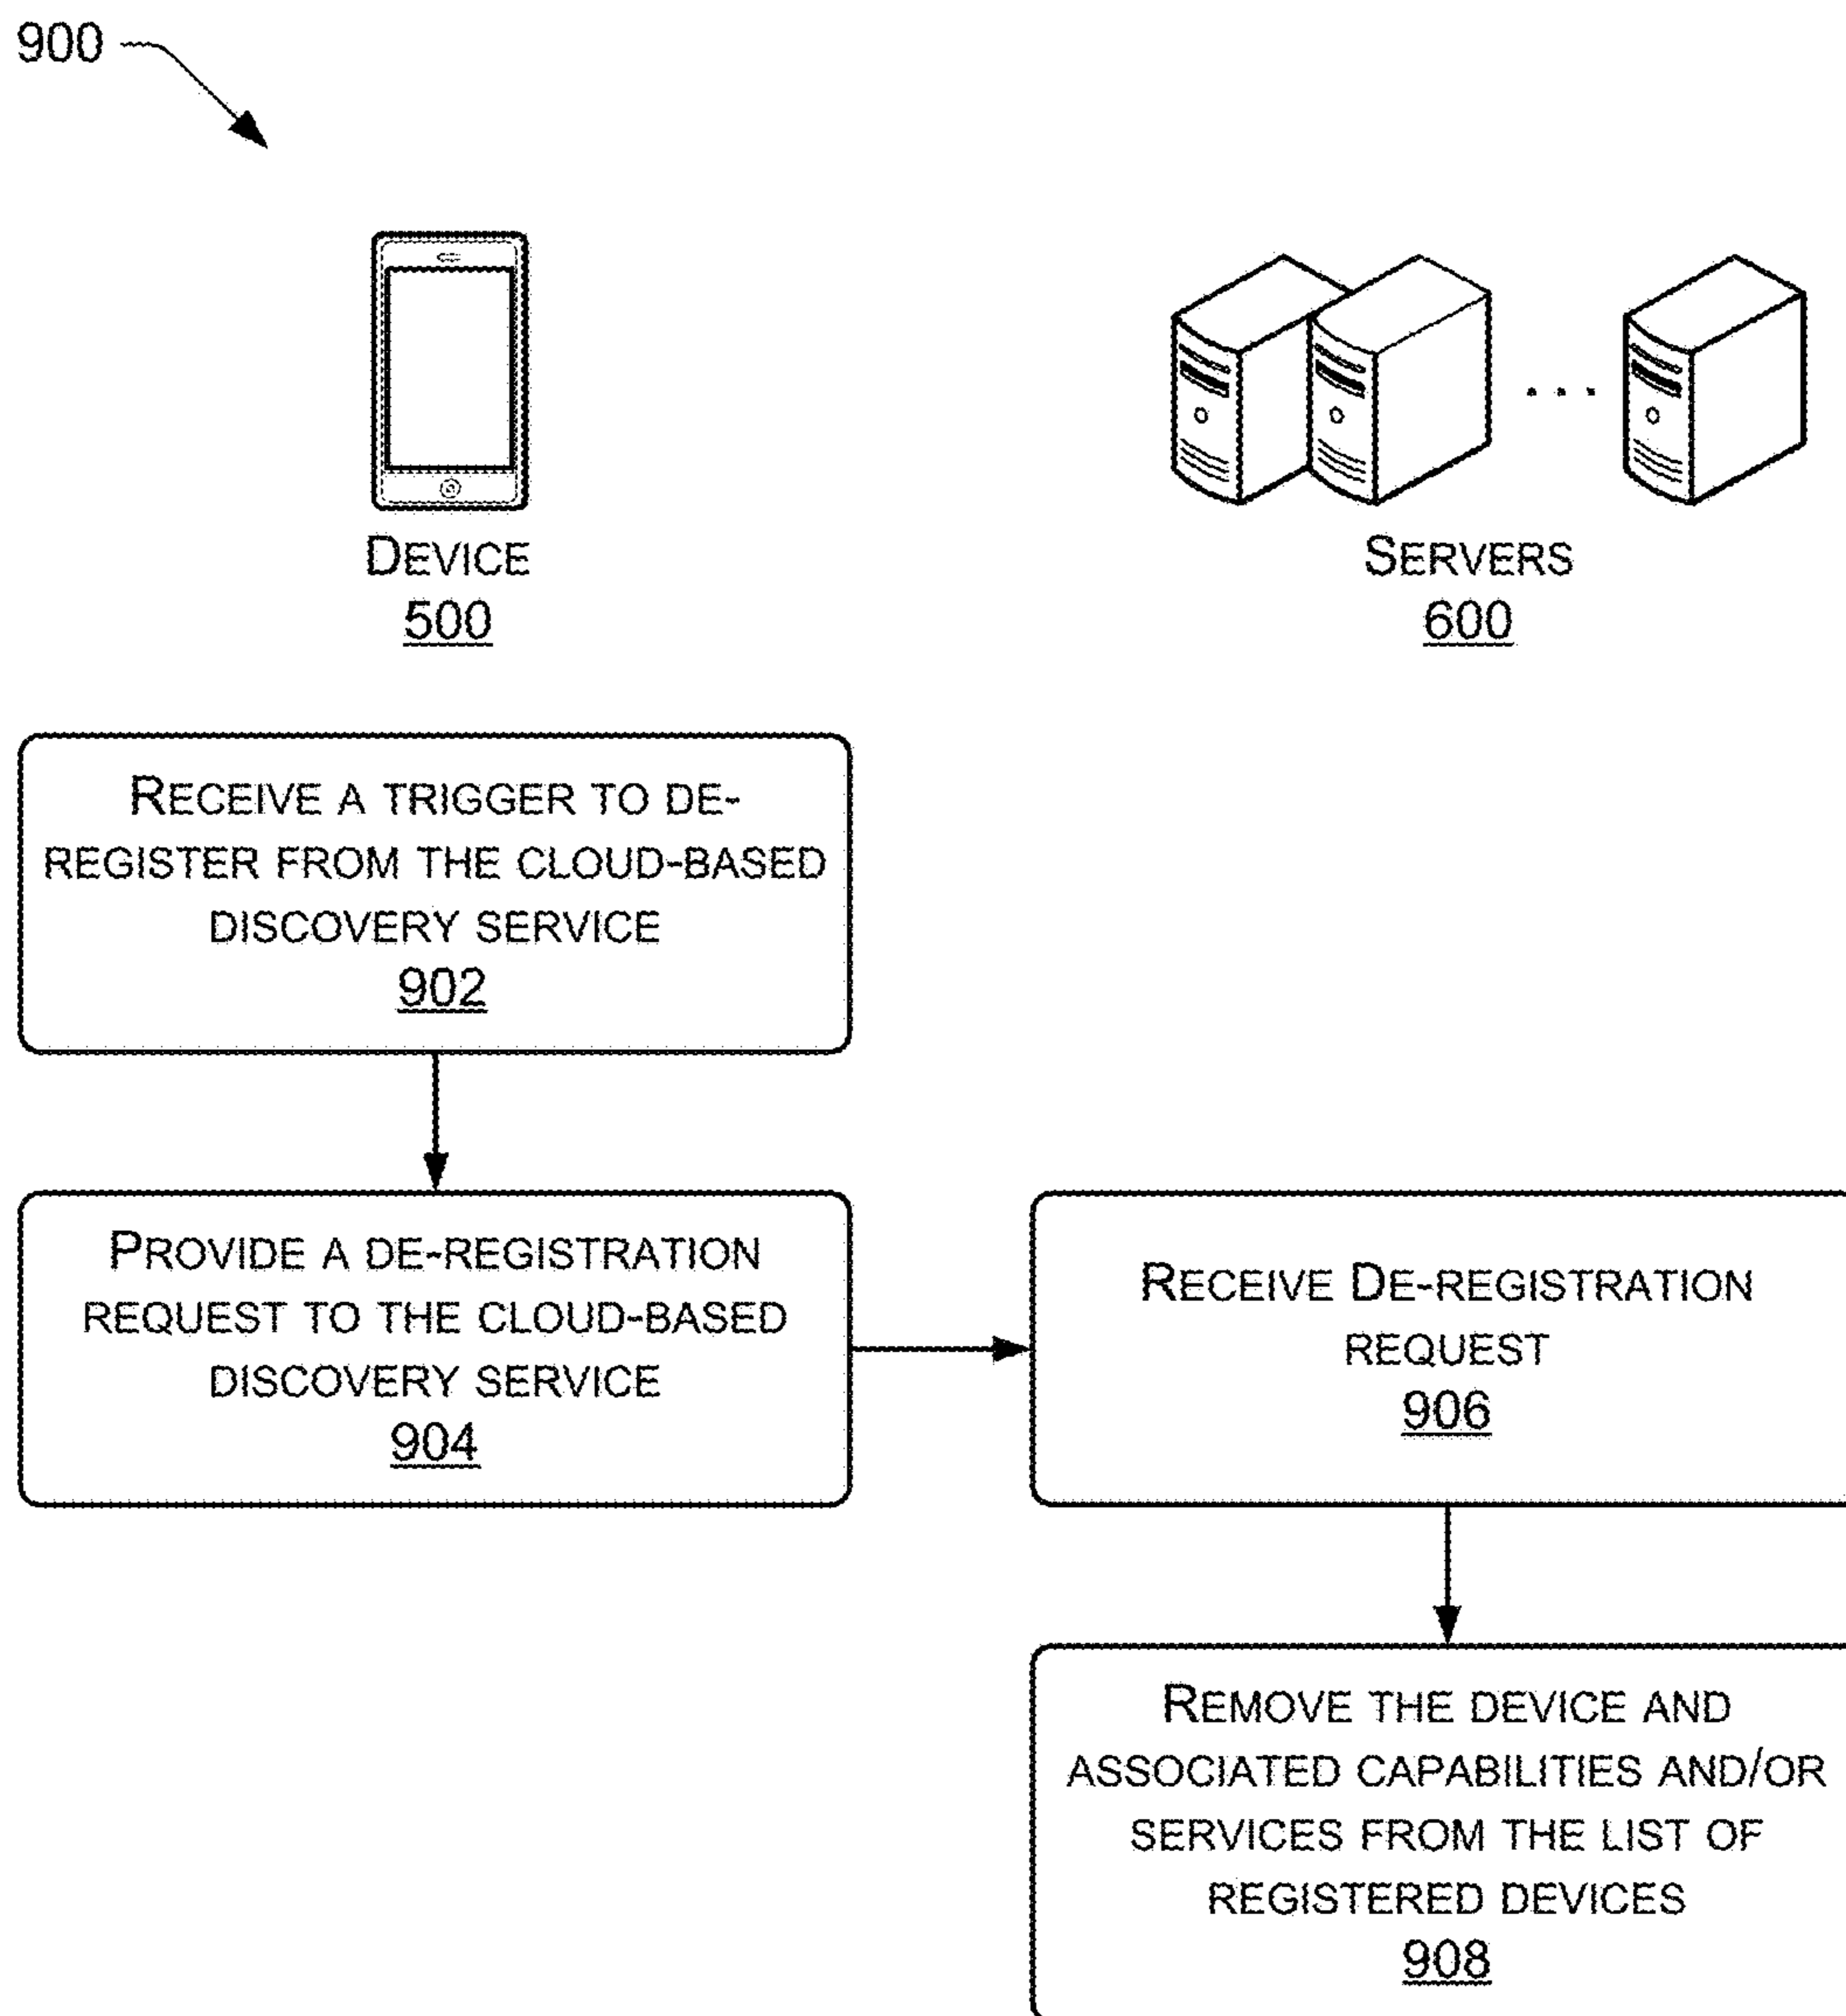 900
DEVICE
500
SERVERS
600
RECEIVE A TRIGGER TO DE-
REGISTER FROM THE CLOUD-BASED
DISCOVERY SERVICE
902
PROVIDE A DE-REGISTRATION
REQUEST TO THE CLOUD-BASED
DISCOVERY SERVICE
904
RECEIVE DE-REGISTRATION
REQUEST
906
REMOVE THE DEVICE AND
ASSOCIATED CAPABILITIES AND/OR
SERVICES FROM THE LIST OF
REGISTERED DEVICES
908